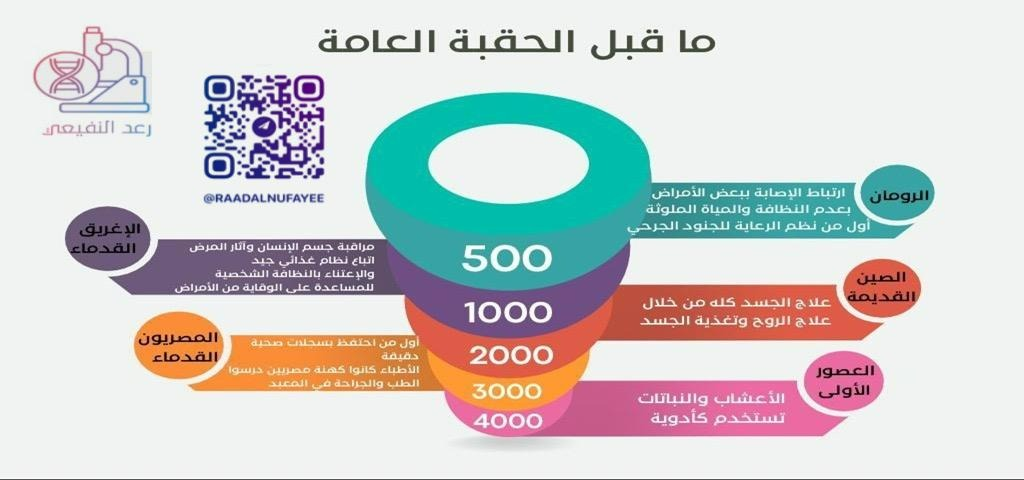 ما قبل الحقبة العامة
رعد النفيعي
@RAADALNUFAYEE
الرومان
ارتباط الإصابة ببعض الأمراض
بعدم النظافة والمياة الملوثة
أول من نظم الرعاية للجنود الجرحي
500
الإغريق
القدماء
مراقبة جسم الإنسان وآثار المرض
اتباع نظام غذائي جيد
والإعتناء بالنظافة الشخصية
للمساعدة على الوقاية من الأمراض
1000
الصين
القديمة
علاج الجسد كله من خلال
علاج الروح وتغذية الجسد
2000
المصريون
القدماء
أول من احتفظ بسجلات صحية
دقيقة
الأطباء كانوا كهنة مصريين درسوا
الطب والجراحة في المعبد
3000
العصور
الأولى
الأعشاب والنباتات
تستخدم كأدوية
4000